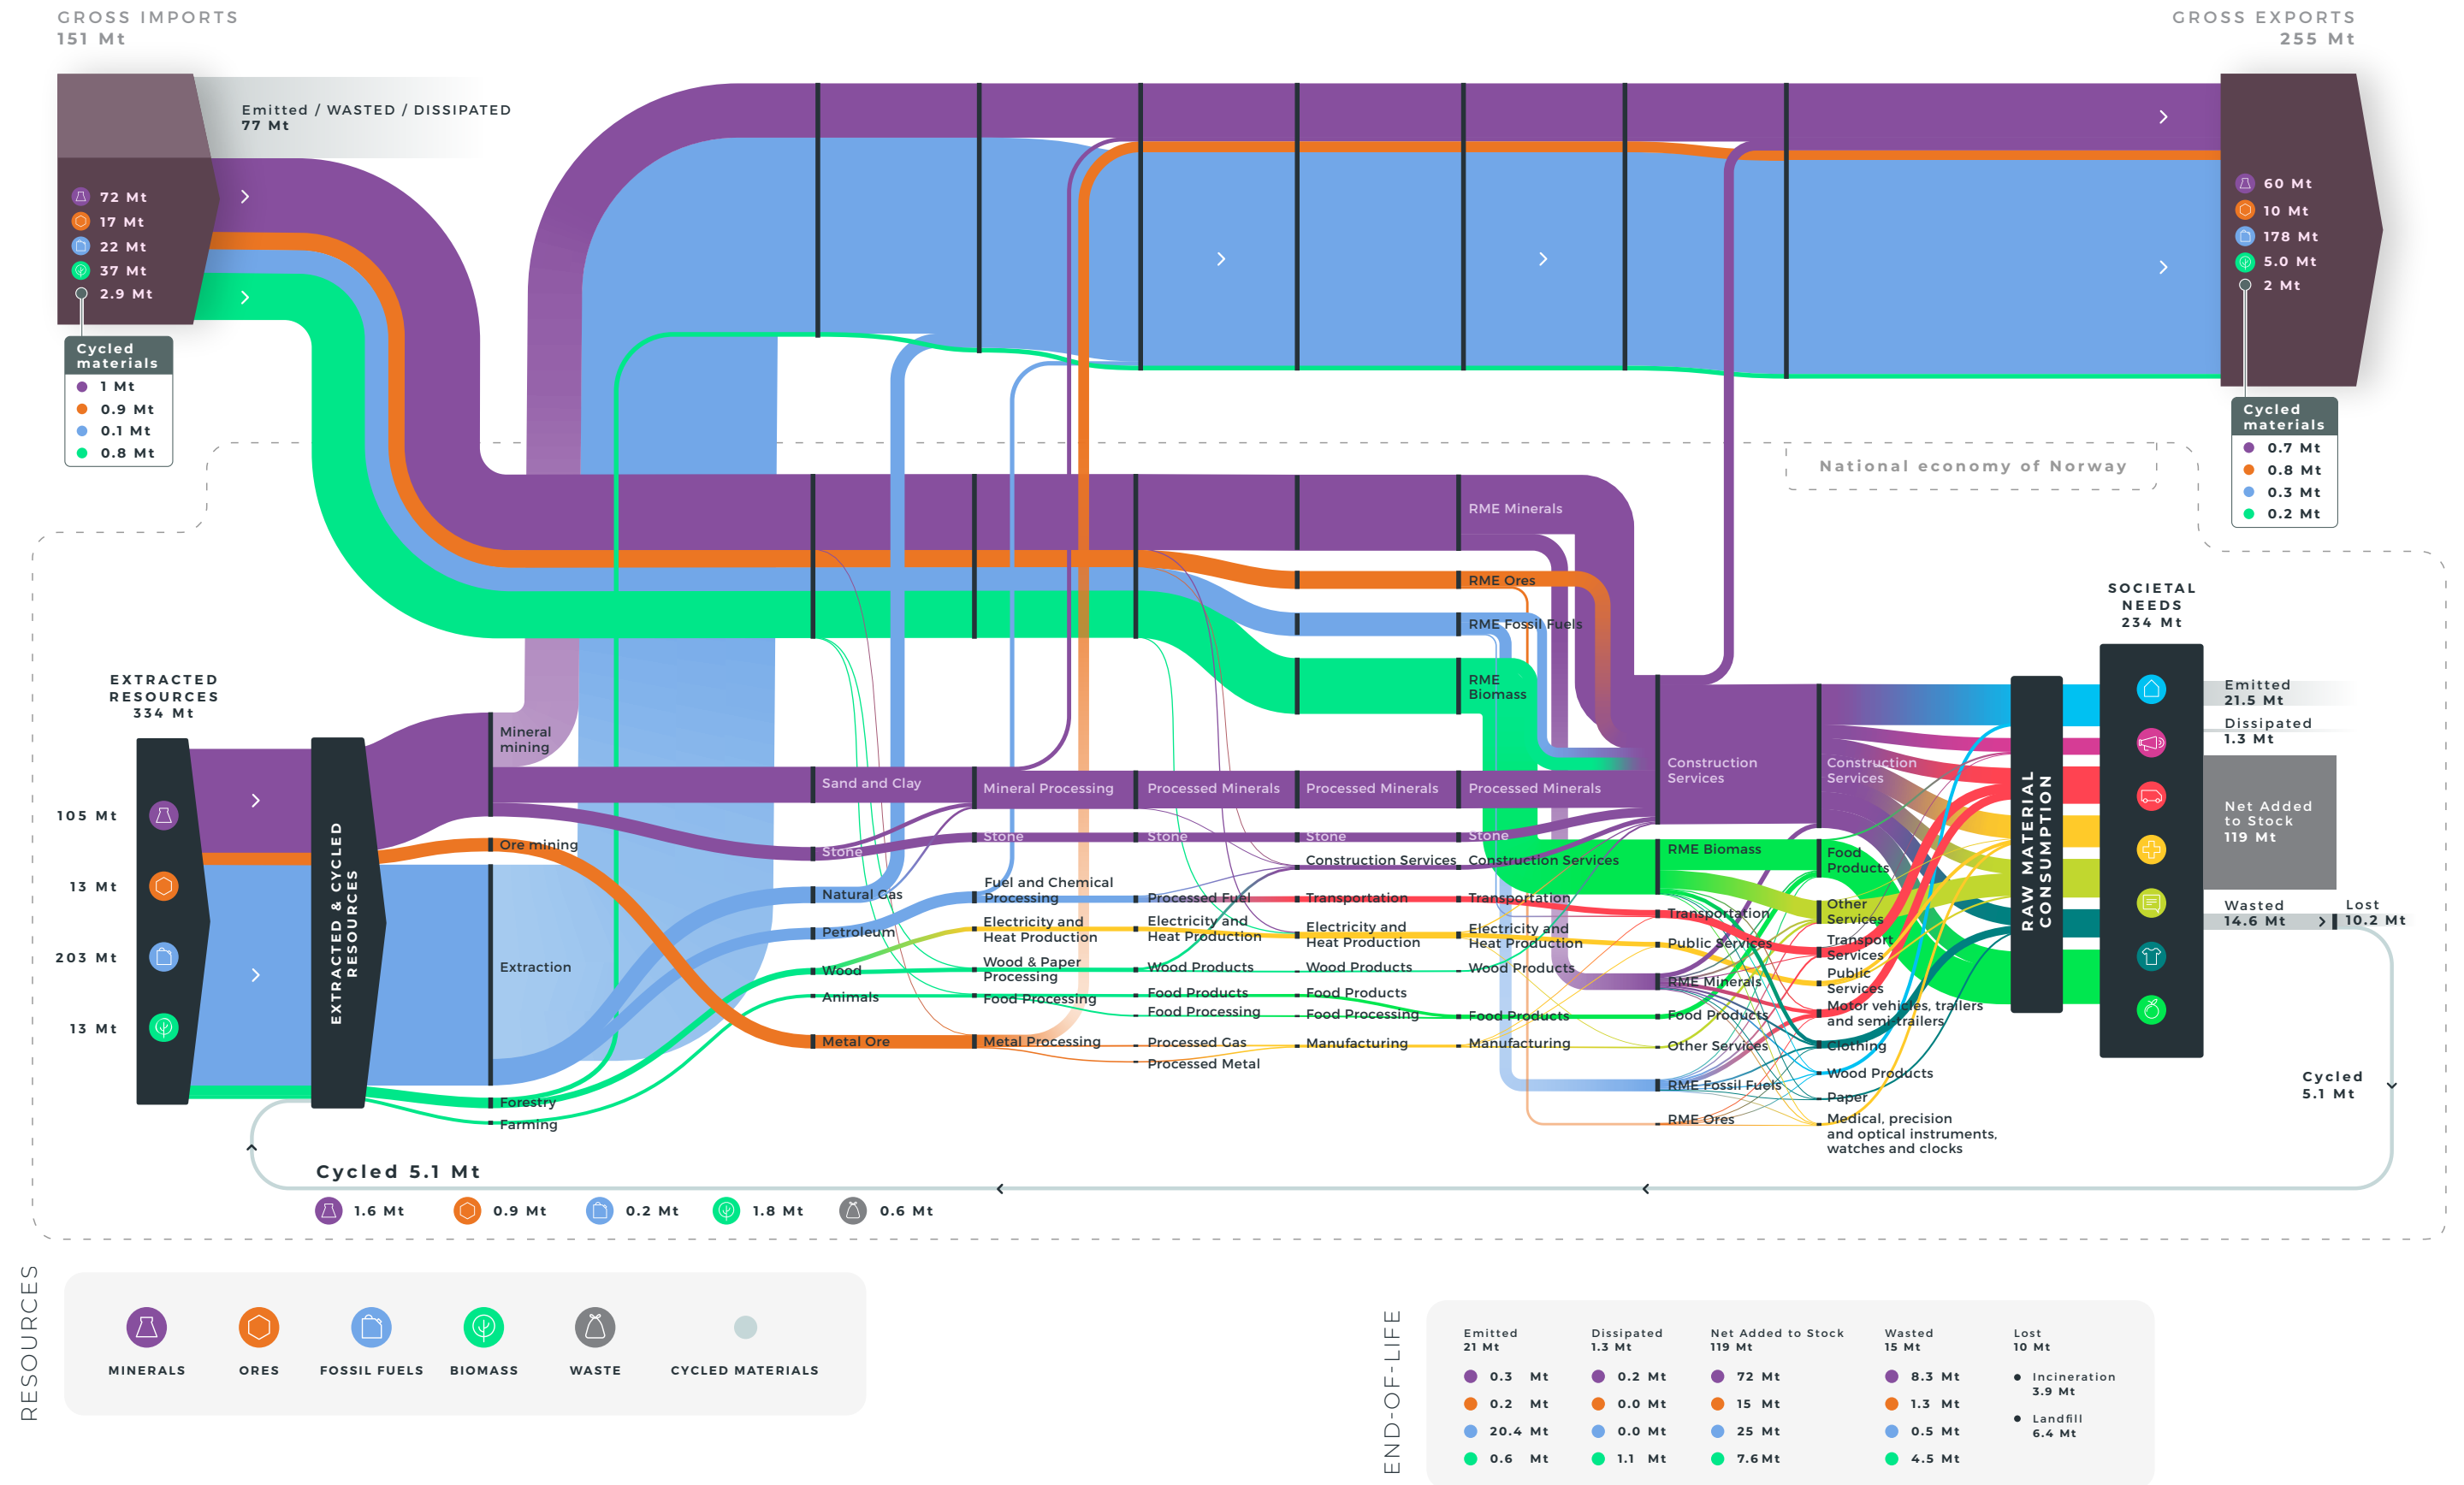 GROSS IMPORTS
151 Mt
GROSS EXPORTS
255 Mt
Emitted / WASTED / DISSIPATED
77 Mt
72 Mt
17 Mt
22 Mt
37 Mt
2.9 Mt
Cycled
materials
1 Mt
0.9 Mt
0.1 Mt
0.8 Mt
60 Mt
10 Mt
178 Mt
5.0 Mt
2 Mt
Cycled
materials
0.7 Mt
0.8 Mt
0.3 Mt
0.2 Mt
National economy of Norway
EXTRACTED
RESOURCES
334 Mt
105 Mt
13 Mt
203 Mt
13 Mt
EXTRACTED & CYCLED
RESOURCES
Mineral
mining
Ore mining
Extraction
Forestry
Farming
Sand and Clay
Stone
Natural Gas
Petroleum
Wood
Animals
Metal Ore
Mineral Processing
Stone
Fuel and Chemical
Processing
Electricity and
Heat Production
Wood & Paper
Processing
Food Processing
Metal Processing
Processed Minerals
Stone
Processed Fuel
Electricity and
Heat Production
Wood Products
Food Products
Food Processing
Processed Gas
Processed Metal
Processed Minerals
Stone
Construction Services
Transportation
Electricity and
Heat Production
Wood Products
Food Products
Food Processing
Manufacturing
RME Minerals
RME Ores
RME Fossil Fuels
RME
Biomass
Processed Minerals
Stone
Construction Services
Transportation
Electricity and
Heat Production
Wood Products
Food Products
Manufacturing
Construction
Services
RME Biomass
Transportation
Public Services
RME Minerals
Food Products
Other Services
RME Fossil Fuels
RME Ores
Construction
Services
Food
Products
Other
Services
Transport
Services
Public
Services
Motor vehicles, trailers
and semi trailers
Clothing
Wood Products
Paper
Medical, precision
and optical instruments,
watches and clocks
RAW MATERIAL
CONSUMPTION
SOCIETAL
NEEDS
234 Mt
Emitted
21.5 Mt
Dissipated
1.3 Mt
Net Added
to Stock
119 Mt
Wasted
14.6 Mt
Lost
10.2 Mt
Cycled
5.1 Mt
Cycled 5.1 Mt
1.6 Mt
0.9 Mt
0.2 Mt
1.8 Mt
0.6 Mt
RESOURCES
MINERALS
ORES
FOSSIL FUELS
BIOMASS
WASTE
CYCLED MATERIALS
END-OF-LIFE
Emitted
21 Mt
0.3 Mt
0.2 Mt
20.4 Mt
0.6 Mt
Dissipated
1.3 Mt
0.2 Mt
0.0 Mt
0.0 Mt
1.1 Mt
Net Added to Stock
119 Mt
72 Mt
15 Mt
25 Mt
7.6 Mt
Wasted
15 Mt
8.3 Mt
1.3 Mt
0.5 Mt
4.5 Mt
Lost
10 Mt
Incineration
3.9 Mt
Landfill
6.4 Mt